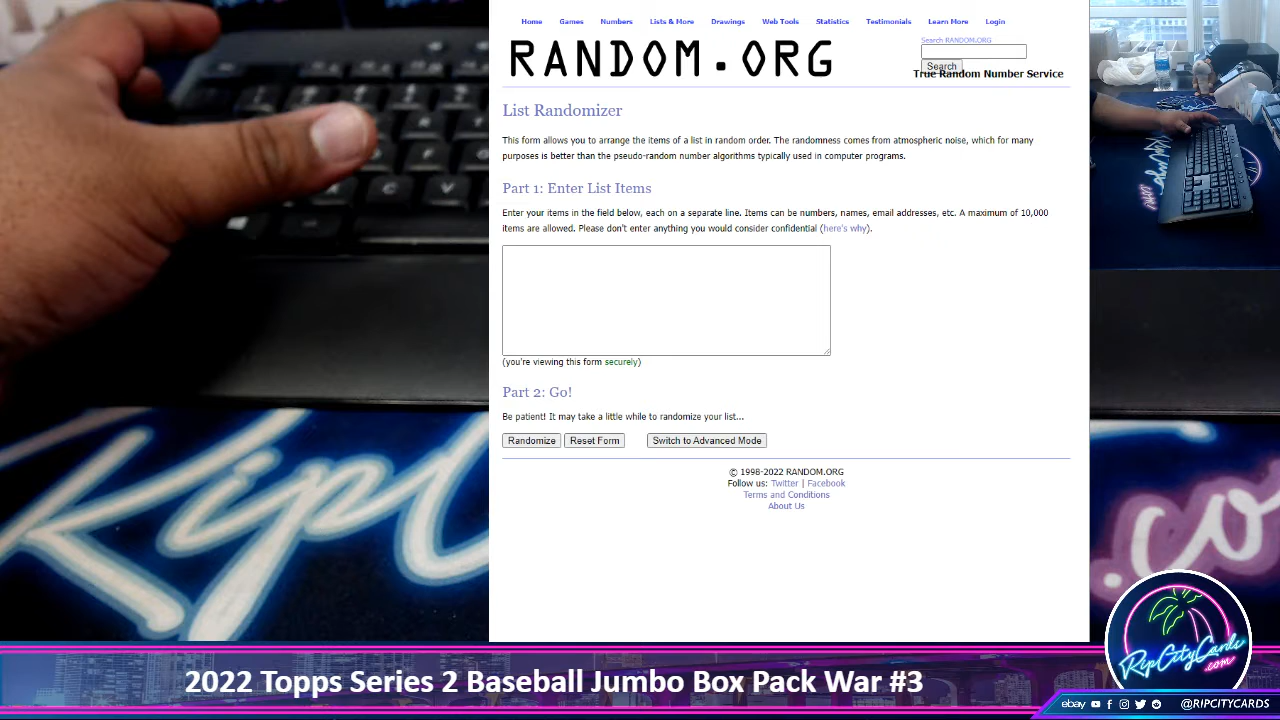 Home Games Numbers Lists & More Drawings Web Tools Statistics Testimonials Learn More Login
RANDOM.ORG
Search RANDOM.ORG
Search
True Random Number Service
List Randomizer
This form allows you to arrange the items of a list in random order. The randomness comes from atmospheric noise, which for many
purposes is better than the pseudo-random number algorithms typically used in computer programs.
Part 1: Enter List Items
Enter your items in the field below, each on a separate line. Items can be numbers, names, email addresses, etc. A maximum of 10,000
items are allowed. Please don't enter anything you would consider confidential (here's why).
(you're viewing this form securely)
Part 2: Go!
Be patient! It may take a little while to randomize your list...
Randomize Reset Form Switch to Advanced Mode
© 1998-2022 RANDOM.ORG
Follow us: Twitter | Facebook
Terms and Conditions
About Us
RipCityCards
.com
2022 Topps Series 2 Baseball Jumbo Box Pack War #3
ebay @RIPCITYCARDS